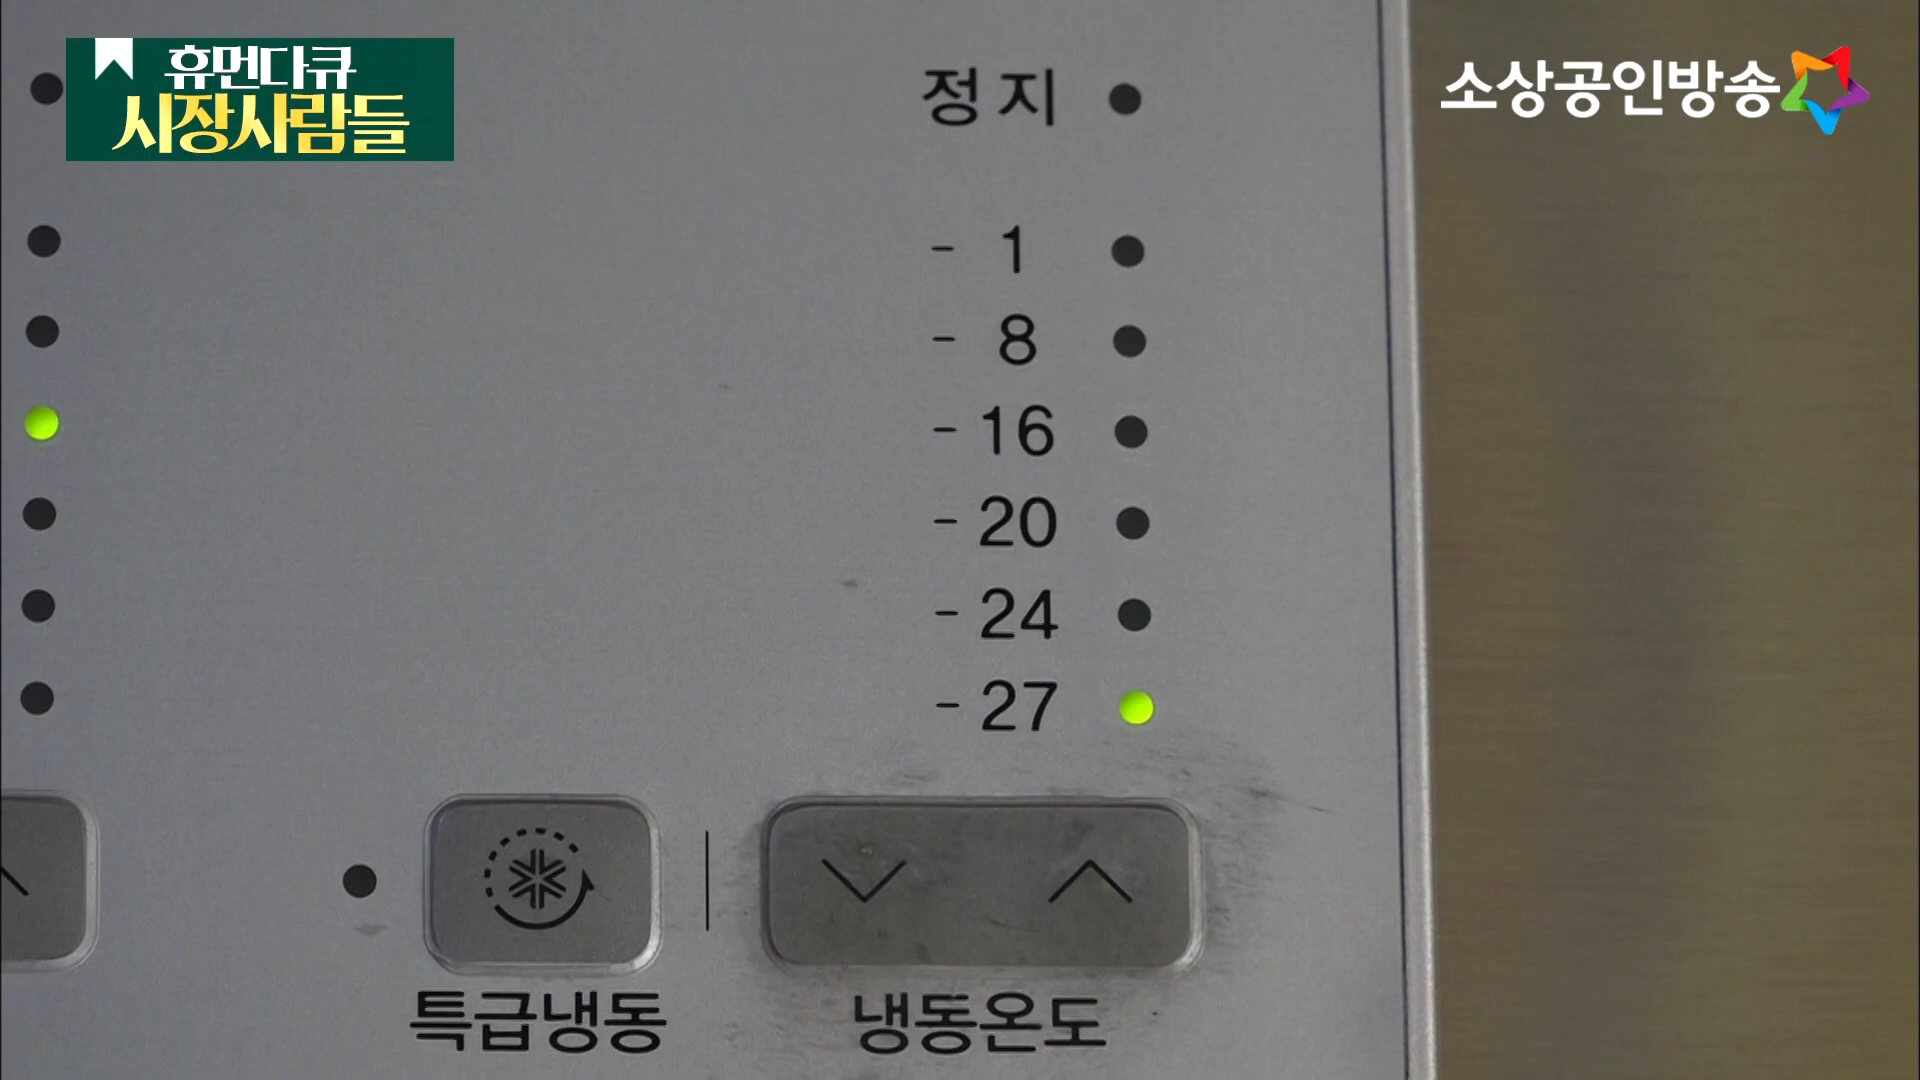 휴먼다큐
시장사람들
소상공인방송
정지
- 1
- 8
- 16
- 20
- 24
- 27
특급냉동
냉동온도